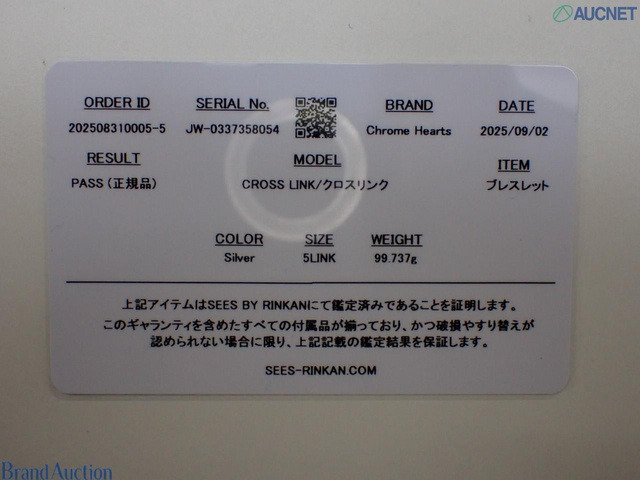 AUCNET
ORDER ID
SERIAL No.
BRAND
DATE
202508310005-5
JW-0337358054
Chrome Hearts
2025/09/02
RESULT
MODEL
ITEM
PASS (正規品)
CROSS LINK/クロスリンク
ブレスレット
COLOR
SIZE
WEIGHT
Silver
5LINK
99.737g
上記アイテムはSEES BY RINKANにて鑑定済みであることを証明します。
このギャランティを含めたすべての付属品が揃っており、かつ破損やすり替えが
認められない場合に限り、上記記載の鑑定結果を保証します。
SEES-RINKAN.COM
Brand Auction